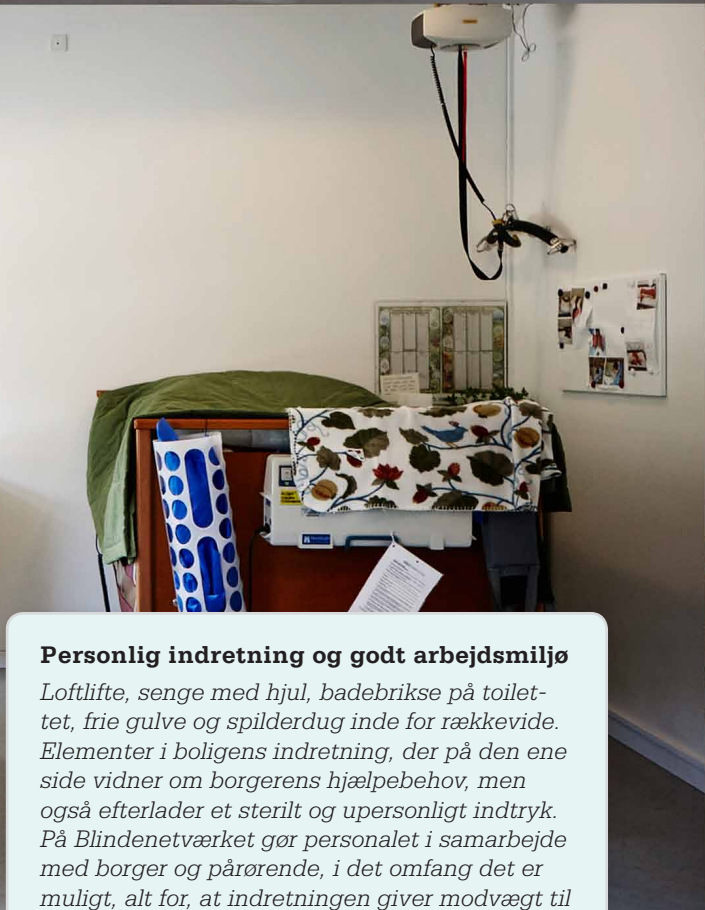 Personlig indretning og godt arbejdsmiljø
Loftlifte, senge med hjul, badebrikse på toilet-
tet, frie gulve og spilderdug inde for rækkevide.
Elementer i boligens indretning, der på den ene
side vidner om borgerens hjælpebehov, men
også efterlader et sterilt og upersonligt indtryk.
På Blindenetværket gør personalet i samarbejde
med borger og pårørende, i det omfang det er
muligt, alt for, at indretningen giver modvægt til